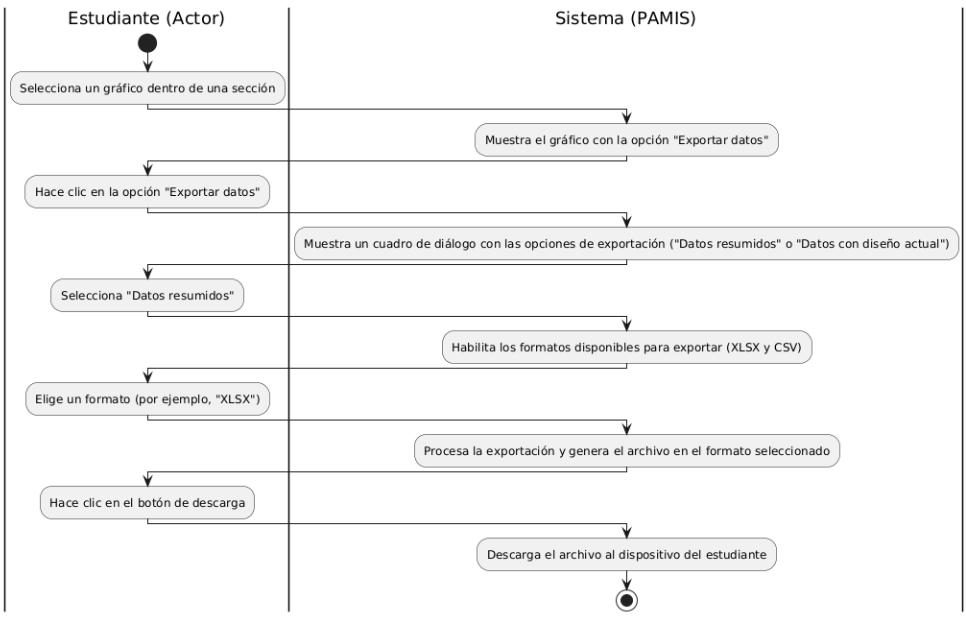 Estudiante (Actor)
Sistema (PAMIS)
Selecciona un gráfico dentro de una sección
Muestra el gráfico con la opción "Exportar datos"
Hace clic en la opción "Exportar datos"
Muestra un cuadro de diálogo con las opciones de exportación ("Datos resumidos" o "Datos con diseño actual")
Selecciona "Datos resumidos"
Habilita los formatos disponibles para exportar (XLSX y CSV)
Elige un formato (por ejemplo, "XLSX")
Procesa la exportación y genera el archivo en el formato seleccionado
Hace clic en el botón de descarga
Descarga el archivo al dispositivo del estudiante